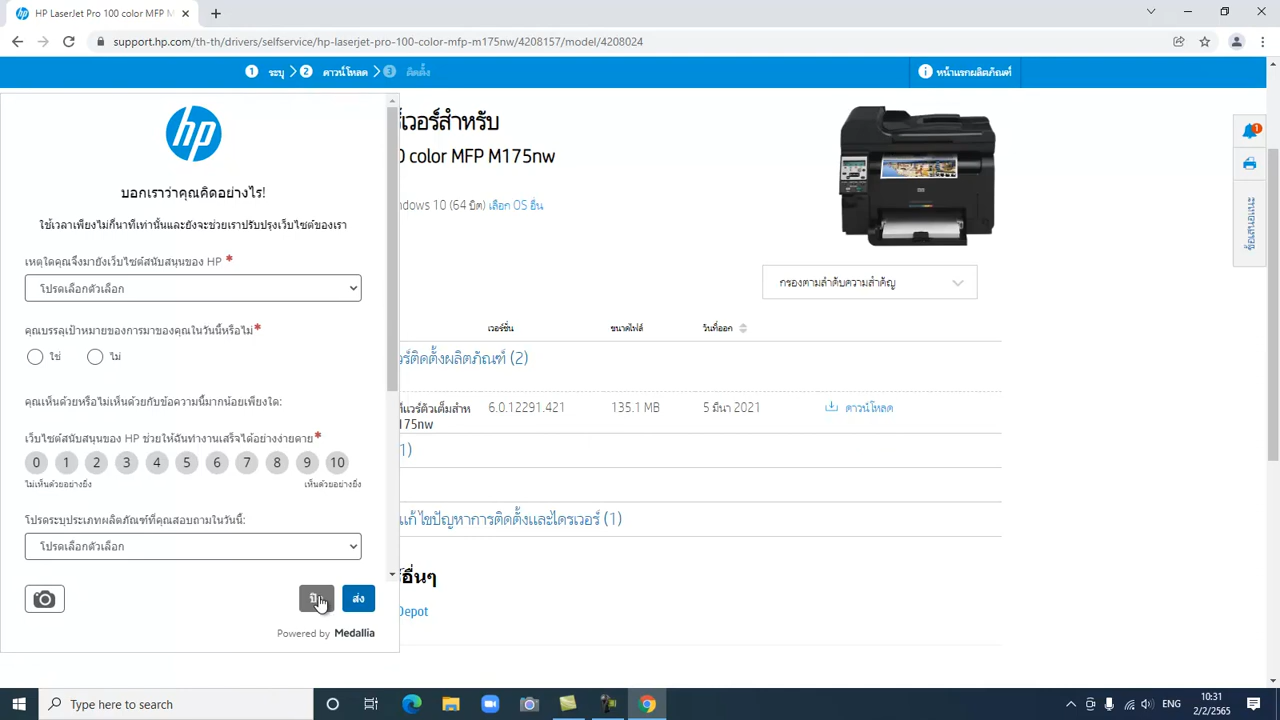 HP LaserJet Pro 100 color MFP M
support.hp.com/th-th/drivers/selfservice/hp-laserjet-pro-100-color-mfp-m175nw/4208157/model/4208024
1 ระบุ 2 ดาวน์โหลด 3 ติดตั้ง
หน้าแรกผลิตภัณฑ์
hp
บอกเราว่าคุณคิดอย่างไร!
ใช้เวลาเพียงไม่กี่นาทีเท่านั้นและยังจะช่วยเราปรับปรุงเว็บไซต์ของเรา
เหตุใดคุณจึงมายังเว็บไซต์สนับสนุนของ HP *
โปรดเลือกตัวเลือก
คุณบรรลุเป้าหมายของการมาของคุณในวันนี้หรือไม่*
ใช่ ไม่
คุณเห็นด้วยหรือไม่เห็นด้วยกับข้อความนี้มากน้อยเพียงใด:
เว็บไซต์สนับสนุนของ HP ช่วยให้ฉันทำงานเสร็จได้อย่างง่ายดาย*
0 1 2 3 4 5 6 7 8 9 10
ไม่เห็นด้วยอย่างยิ่ง เห็นด้วยอย่างยิ่ง
โปรดระบุประเภทผลิตภัณฑ์ที่คุณสอบถามในวันนี้:
โปรดเลือกตัวเลือก
ส่ง
Powered by Medallia
์เวอร์สำหรับ
0 color MFP M175nw
ndows 10 (64 บิต) เลือก OS อื่น
กรองตามลำดับความสำคัญ
เวอร์ชั่น ขนาดไฟล์ วันที่ออก
วร์ติดตั้งผลิตภัณฑ์ (2)
ท์แวร์ตัวเต็มสำห 6.0.12291.421 135.1 MB 5 มีนา 2021 ดาวน์โหลด
175nw
1)
แก้ไขปัญหาการติดตั้งและไดรเวอร์ (1)
์อื่นๆ
Depot
1
Type here to search
ENG
10:31
2/2/2565